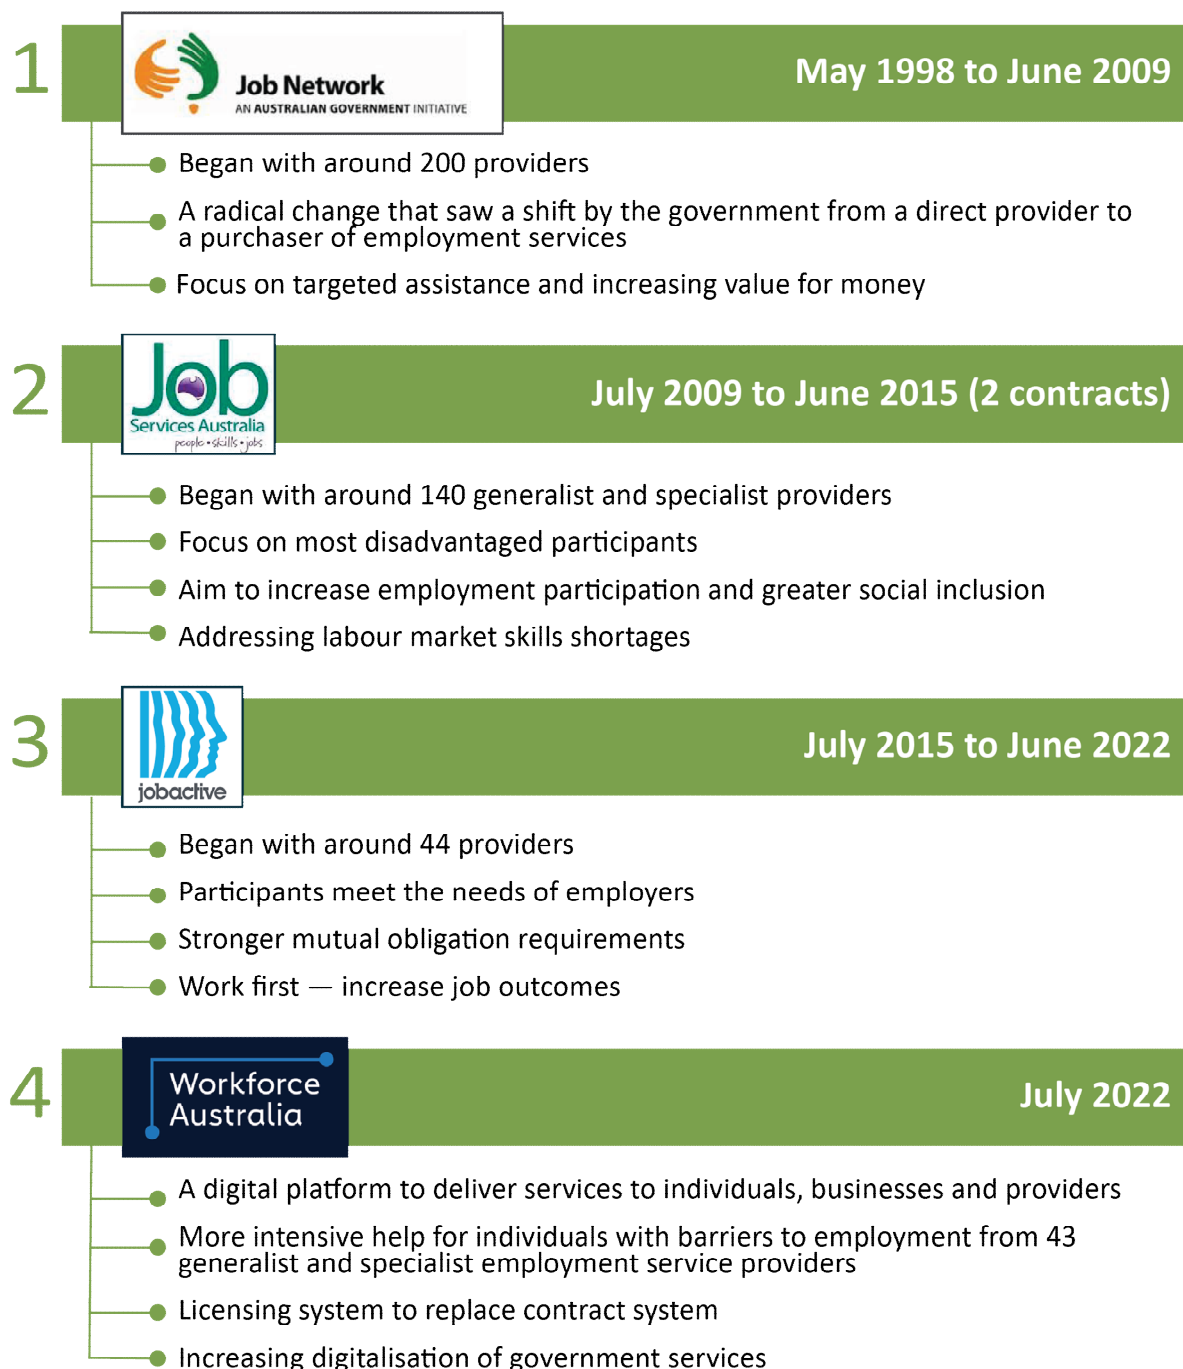 1
Job Network
AN AUSTRALIAN GOVERNMENT INITIATIVE
May 1998 to June 2009
Began with around 200 providers
A radical change that saw a shift by the government from a direct provider to
a purchaser of employment services
Focus on targeted assistance and increasing value for money
2
Job
Services Australia
people • skills • jobs
July 2009 to June 2015 (2 contracts)
Began with around 140 generalist and specialist providers
Focus on most disadvantaged participants
Aim to increase employment participation and greater social inclusion
Addressing labour market skills shortages
3
jobactive
July 2015 to June 2022
Began with around 44 providers
Participants meet the needs of employers
Stronger mutual obligation requirements
Work first — increase job outcomes
4
Workforce
Australia
July 2022
A digital platform to deliver services to individuals, businesses and providers
More intensive help for individuals with barriers to employment from 43
generalist and specialist employment service providers
Licensing system to replace contract system
Increasing digitalisation of government services